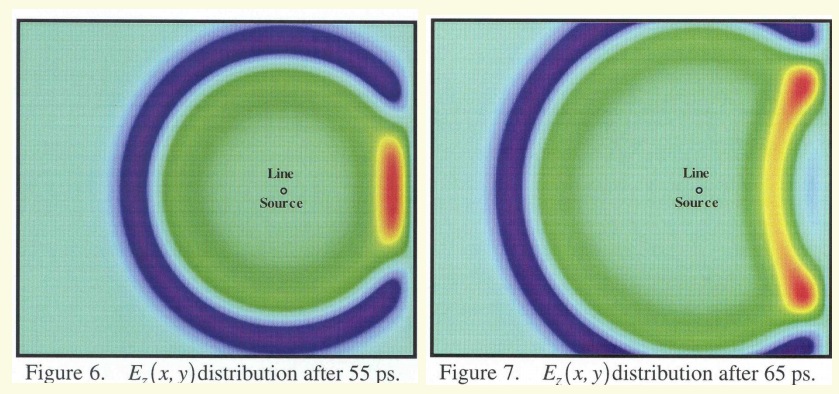 Line
Source
Figure 6. E_z(x, y) distribution after 55 ps.
Line
Source
Figure 7. E_z(x, y) distribution after 65 ps.